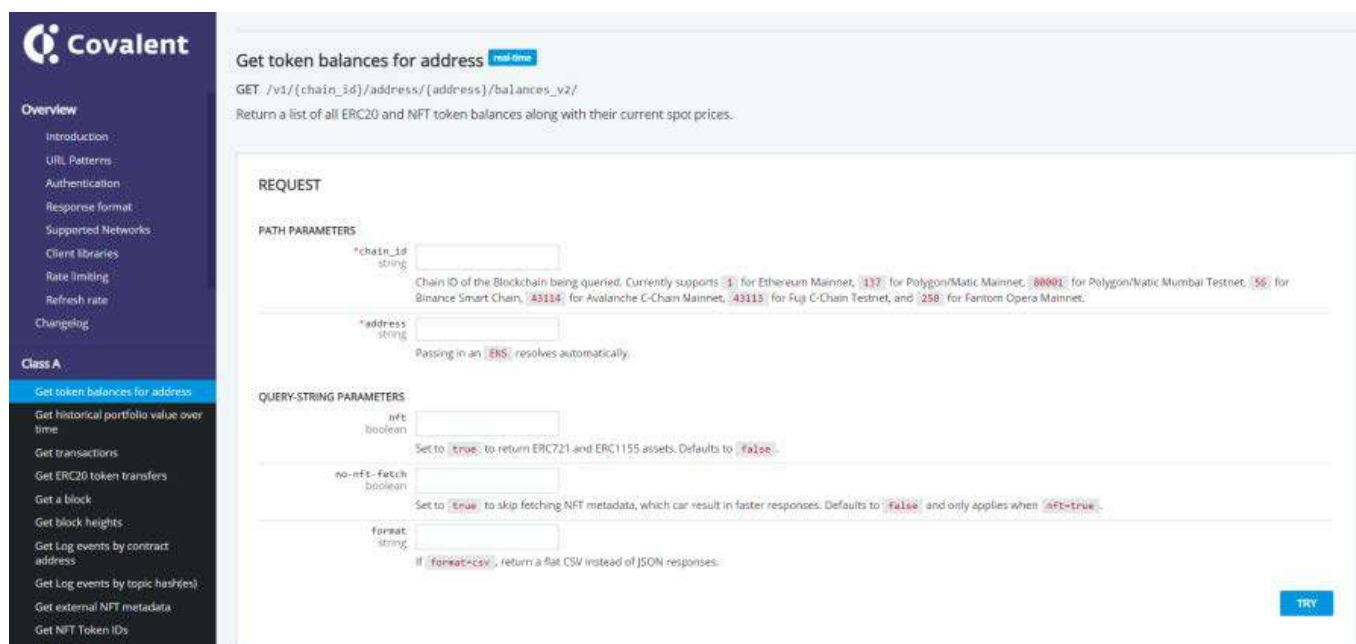 Covalent
Overview
Introduction
URL Patterns
Authentication
Response format
Supported Networks
Client libraries
Rate limiting
Refresh rate
Changelog
Class A
Get token balances for address
Get historical portfolio value over
time
Get transactions
Get ERC20 token transfers
Get a block
Get block heights
Get Log events by contract
address
Get Log events by topic hash(es)
Get external NFT metadata
Get NFT Token IDs
Get token balances for address real-time
GET /v1/{chain_id}/address/{address}/balances_v2/
Return a list of all ERC20 and NFT token balances along with their current spot prices.
REQUEST
PATH PARAMETERS
*chain_id
string
Chain ID of the Blockchain being queried. Currently supports 1 for Ethereum Mainnet, 137 for Polygon/Matic Mainnet, 80001 for Polygon/Matic Mumbai Testnet, 56 for
Binance Smart Chain, 43114 for Avalanche C-Chain Mainnet, 43113 for Fuji C-Chain Testnet, and 250 for Fantom Opera Mainnet.
*address
string
Passing in an ENS resolves automatically.
QUERY-STRING PARAMETERS
nft
boolean
Set to true to return ERC721 and ERC1155 assets. Defaults to false.
no-nft-fetch
boolean
Set to true to skip fetching NFT metadata, which can result in faster responses. Defaults to false and only applies when nft=true.
format
string
If format=csv, return a flat CSV instead of JSON responses.
TRY